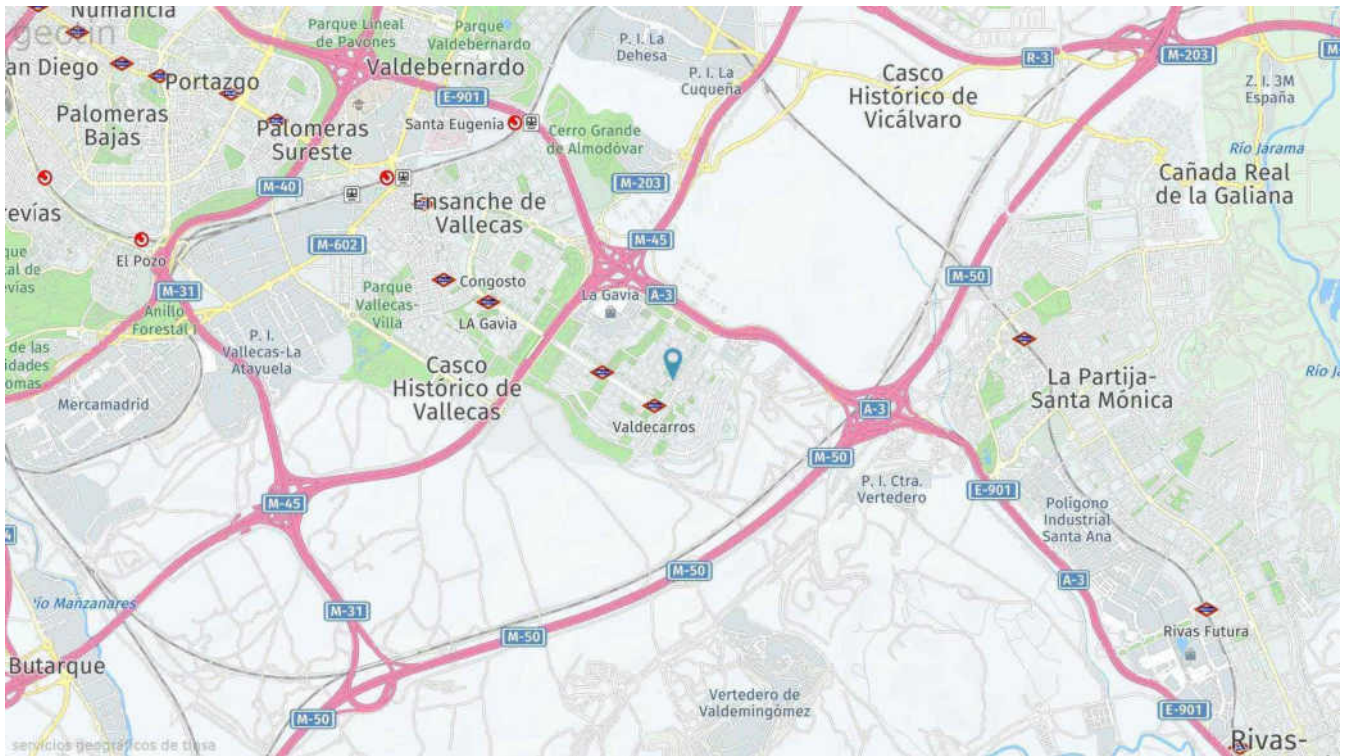 Numancia
geotin
an Diego
Portazgo
Palomeras
Bajas
Parque Lineal
de Pavones
Parque
Valdebernardo
Valdebernardo
E-901
P. I. La
Dehesa
P. I. La
Cuqueña
Casco
Histórico de
Vicálvaro
R-3
M-203
Z. I. 3M
España
Río Jarama
Palomeras
Sureste
Santa Eugenia
Cerro Grande
de Almodóvar
M-40
M-203
Cañada Real
de la Galiana
revías
El Pozo
M-31
Anillo
Forestal I
M-602
Ensanche de
Vallecas
M-45
M-50
Parque
Vallecas-
Villa
Congosto
LA Gavia
La Gavia
A-3
P. I.
Vallecas-La
Atayuela
Mercamadrid
Casco
Histórico de
Vallecas
Valdecarros
A-3
La Partija-
Santa Mónica
M-50
P. I. Ctra.
Vertedero
E-901
Polígono
Industrial
Santa Ana
M-45
M-50
A-3
M-31
M-50
Río Manzanares
Butarque
Rivas Futura
Vertedero de
Valdemingómez
M-50
E-901
Rivas-
servicios geográficos de tinsa